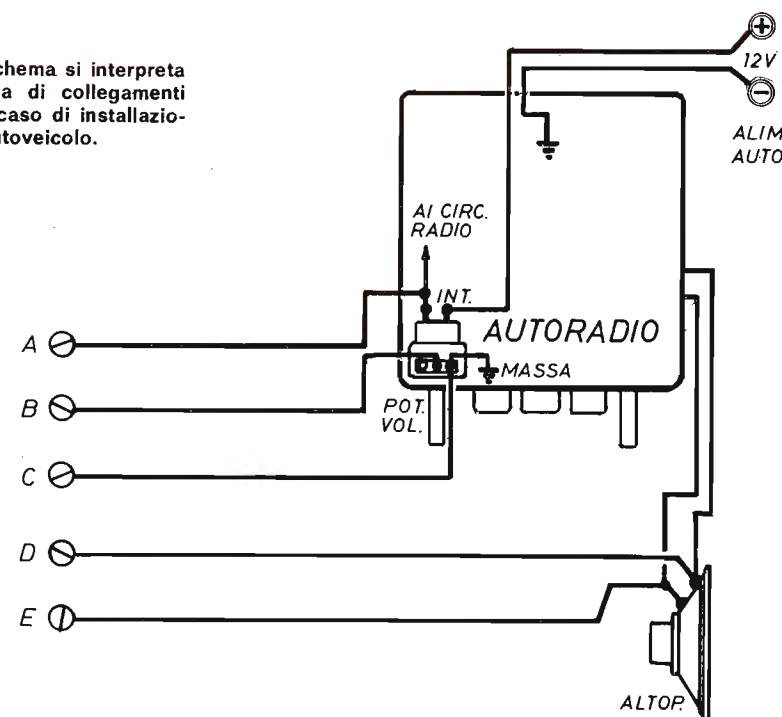 chema si interpreta
a di collegamenti
caso di installazio-
utoveicolo.
+
12V
−
ALIM
AUTO
AI CIRC.
RADIO
INT.
AUTORADIO
MASSA
POT.
VOL.
A
B
C
D
E
ALTOP.